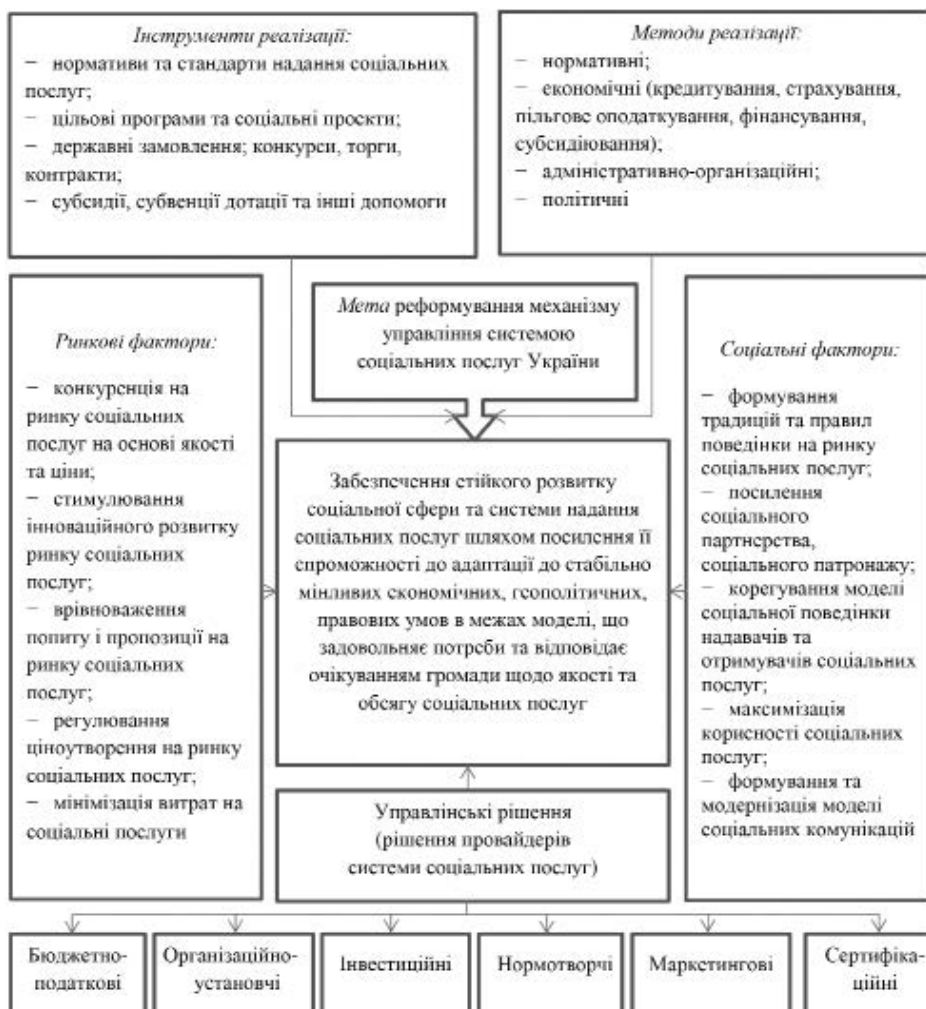 Інструменти реалізації:
– нормативи та стандарти надання соціальних
послуг;
– цільові програми та соціальні проєкти;
– державні замовлення; конкурси, торги,
контракти;
– субсидії, субвенції дотації та інші допомоги
Методи реалізації:
– нормативні;
– економічні (кредитування, страхування,
пільгове оподаткування, фінансування,
субсидіювання);
– адміністративно-організаційні;
– політичні
Мета реформування механізму
управління системою
соціальних послуг України
Ринкові фактори:
– конкуренція на
ринку соціальних
послуг на основі якості
та ціни;
– стимулювання
інноваційного розвитку
ринку соціальних
послуг;
– врівноваження
попиту і пропозиції на
ринку соціальних
послуг;
– регулювання
ціноутворення на ринку
соціальних послуг;
– мінімізація витрат на
соціальні послуги
Забезпечення стійкого розвитку
соціальної сфери та системи надання
соціальних послуг шляхом посилення її
спроможності до адаптації до стабільно
мінливих економічних, геополітичних,
правових умов в межах моделі, що
задовольняє потреби та відповідає
очікуванням громади щодо якості та
обсягу соціальних послуг
Соціальні фактори:
– формування
традицій та правил
поведінки на ринку
соціальних послуг;
– посилення
соціального
партнерства,
соціального патронажу;
– корегування моделі
соціальної поведінки
надавачів та
отримувачів соціальних
послуг;
– максимізація
корисності соціальних
послуг;
– формування та
модернізація моделі
соціальних комунікацій
Управлінські рішення
(рішення провайдерів
системи соціальних послуг)
Бюджетно-
податкові
Організаційно-
установчі
Інвестиційні
Нормотворчі
Маркетингові
Сертифіка-
ційні